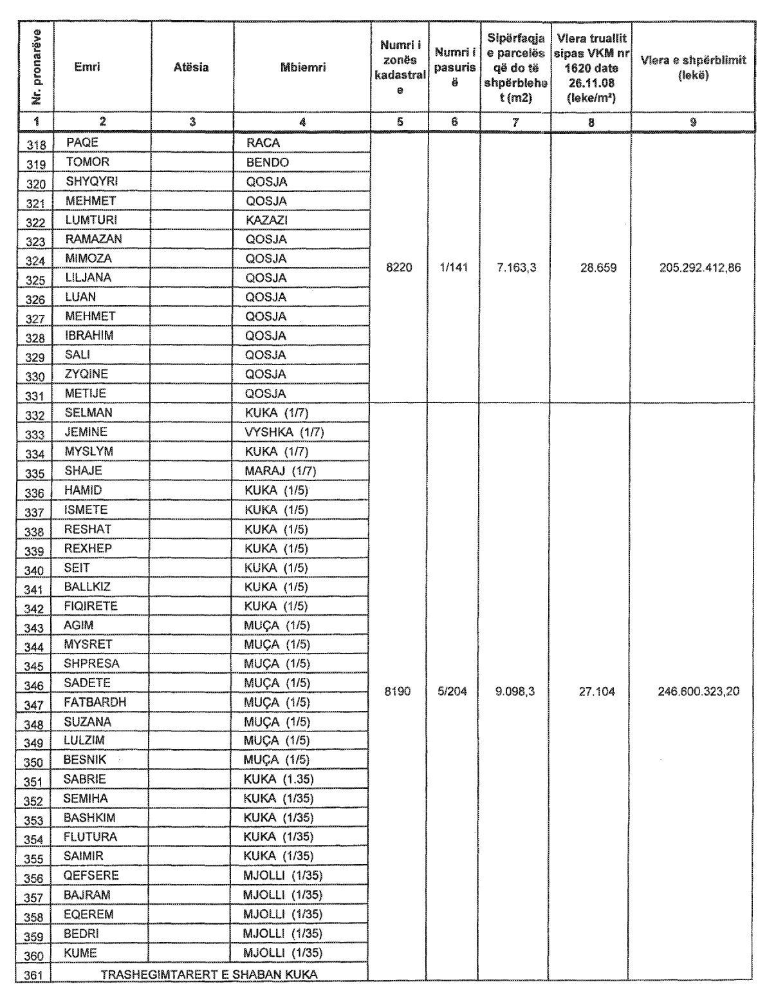 Nr. pronarëve
Emri
Atësia
Mbiemri
Numri i
zonës
kadastral
e
Numri i
pasuris
ë
Sipërfaqja
e parcelës
që do të
shpërblehe
t (m2)
Vlera truallit
sipas VKM nr
1620 date
26.11.08
(leke/m²)
Vlera e shpërblimit
(lekë)
1 2 3 4 5 6 7 8 9
318 PAQE RACA
319 TOMOR BENDO
320 SHYQYRI QOSJA
321 MEHMET QOSJA
322 LUMTURI KAZAZI
323 RAMAZAN QOSJA
324 MIMOZA QOSJA
8220 1/141 7.163,3 28.659 205.292.412,86
325 LILJANA QOSJA
326 LUAN QOSJA
327 MEHMET QOSJA
328 IBRAHIM QOSJA
329 SALI QOSJA
330 ZYQINE QOSJA
331 METIJE QOSJA
332 SELMAN KUKA (1/7)
333 JEMINE VYSHKA (1/7)
334 MYSLYM KUKA (1/7)
335 SHAJE MARAJ (1/7)
336 HAMID KUKA (1/5)
337 ISMETE KUKA (1/5)
338 RESHAT KUKA (1/5)
339 REXHEP KUKA (1/5)
340 SEIT KUKA (1/5)
341 BALLKIZ KUKA (1/5)
342 FIQIRETE KUKA (1/5)
343 AGIM MUÇA (1/5)
344 MYSRET MUÇA (1/5)
345 SHPRESA MUÇA (1/5)
346 SADETE MUÇA (1/5)
8190 5/204 9.098,3 27.104 246.600.323,20
347 FATBARDH MUÇA (1/5)
348 SUZANA MUÇA (1/5)
349 LULZIM MUÇA (1/5)
350 BESNIK MUÇA (1/5)
351 SABRIE KUKA (1.35)
352 SEMIHA KUKA (1/35)
353 BASHKIM KUKA (1/35)
354 FLUTURA KUKA (1/35)
355 SAIMIR KUKA (1/35)
356 QEFSERE MJOLLI (1/35)
357 BAJRAM MJOLLI (1/35)
358 EQEREM MJOLLI (1/35)
359 BEDRI MJOLLI (1/35)
360 KUME MJOLLI (1/35)
361 TRASHEGIMTARERT E SHABAN KUKA